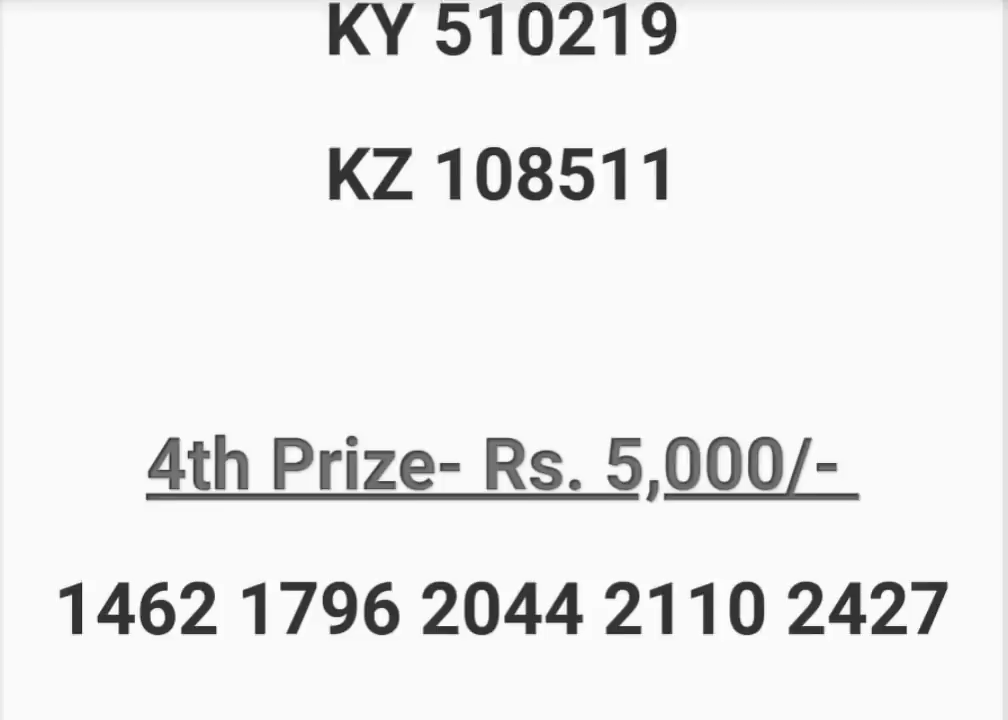 KY 510219
KZ 108511
4th Prize- Rs. 5,000/-
1462 1796 2044 2110 2427